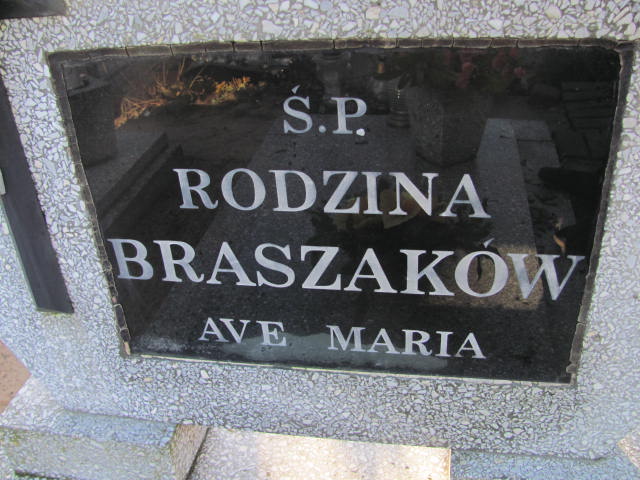 Ś.P.
RODZINA
BRASZAKÓW
AVE MARIA